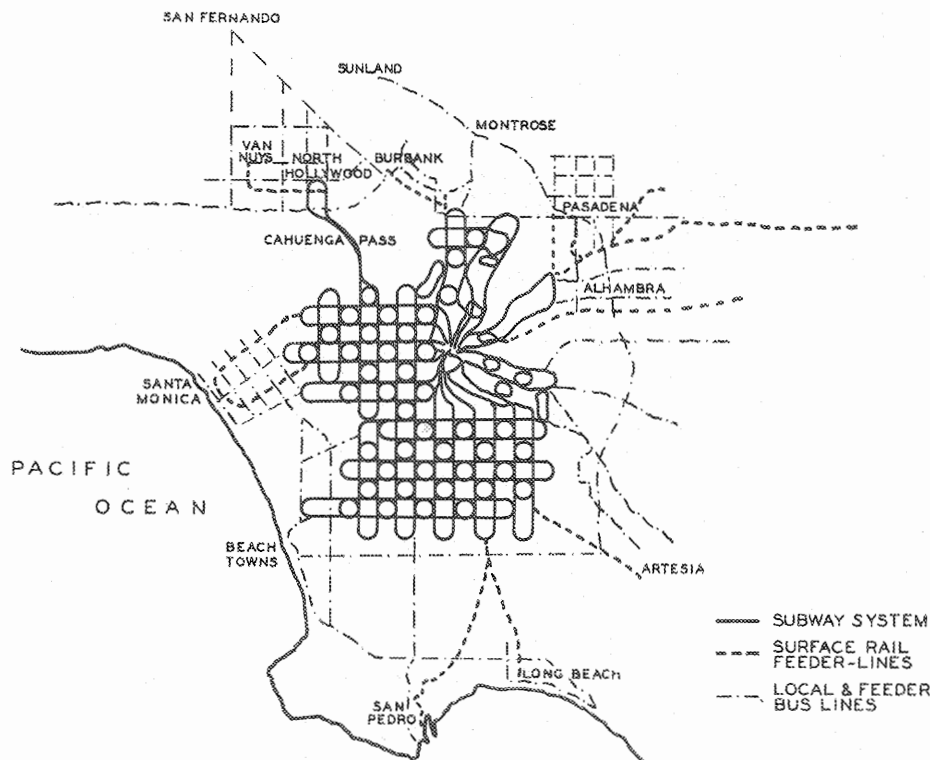 SAN FERNANDO
SUNLAND
MONTROSE
VAN
NUYS
NORTH
HOLLYWOOD
BURBANK
PASADENA
CAHUENGA PASS
ALHAMBRA
SANTA
MONICA
PACIFIC
OCEAN
BEACH
TOWNS
ARTESIA
SUBWAY SYSTEM
SURFACE RAIL
FEEDER-LINES
LONG BEACH
LOCAL & FEEDER
BUS LINES
SAN
PEDRO